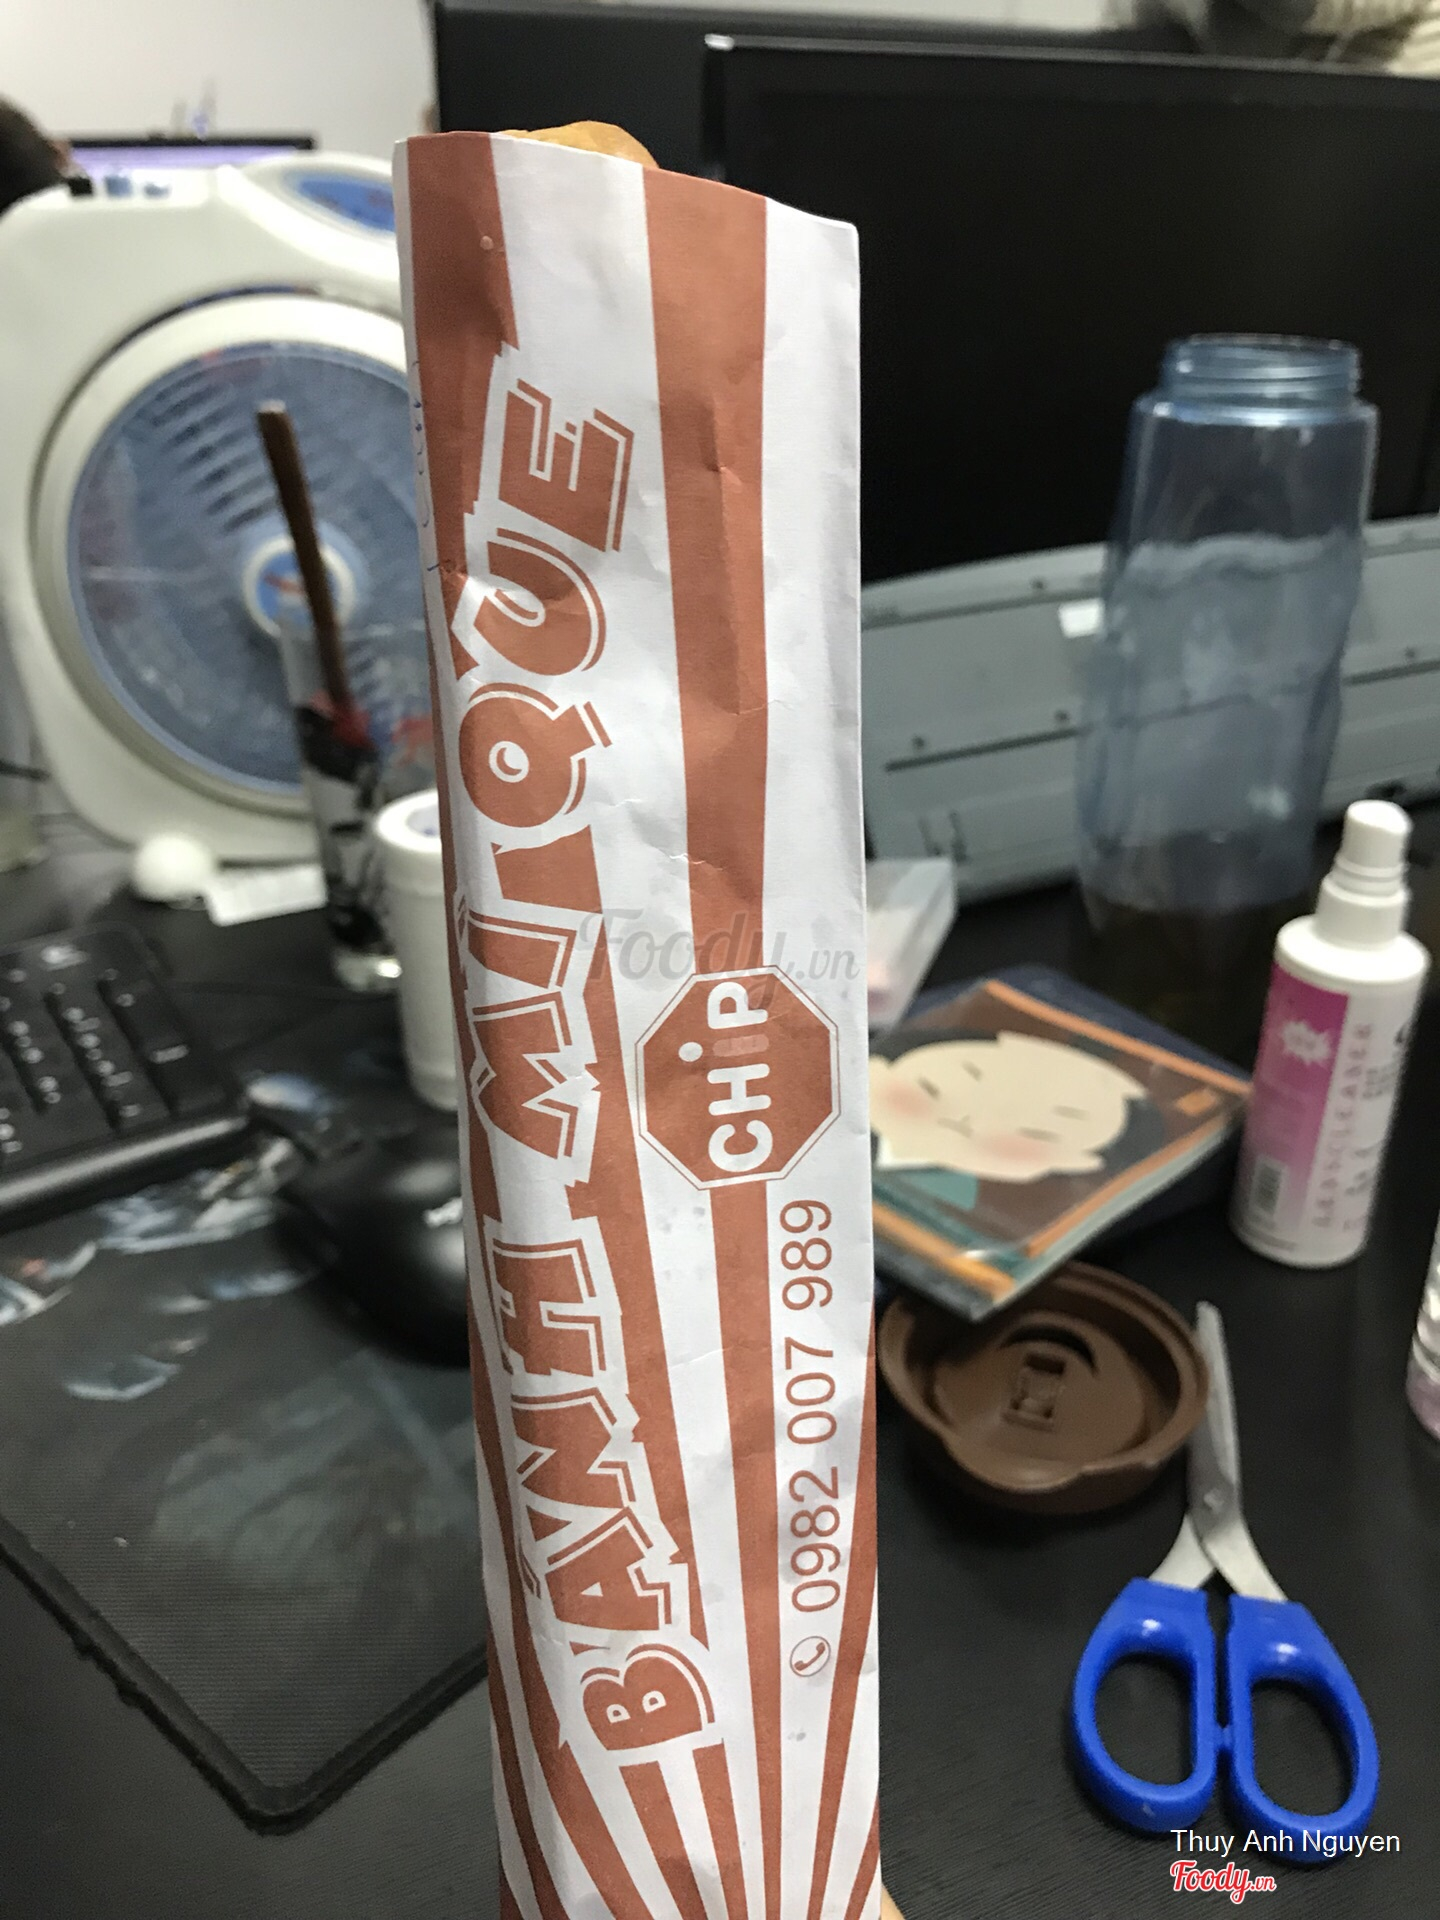 BÁNH MÌ QUE
CHiP
0982 007 989
Foody.vn
Thuy Anh Nguyen
Foody.vn